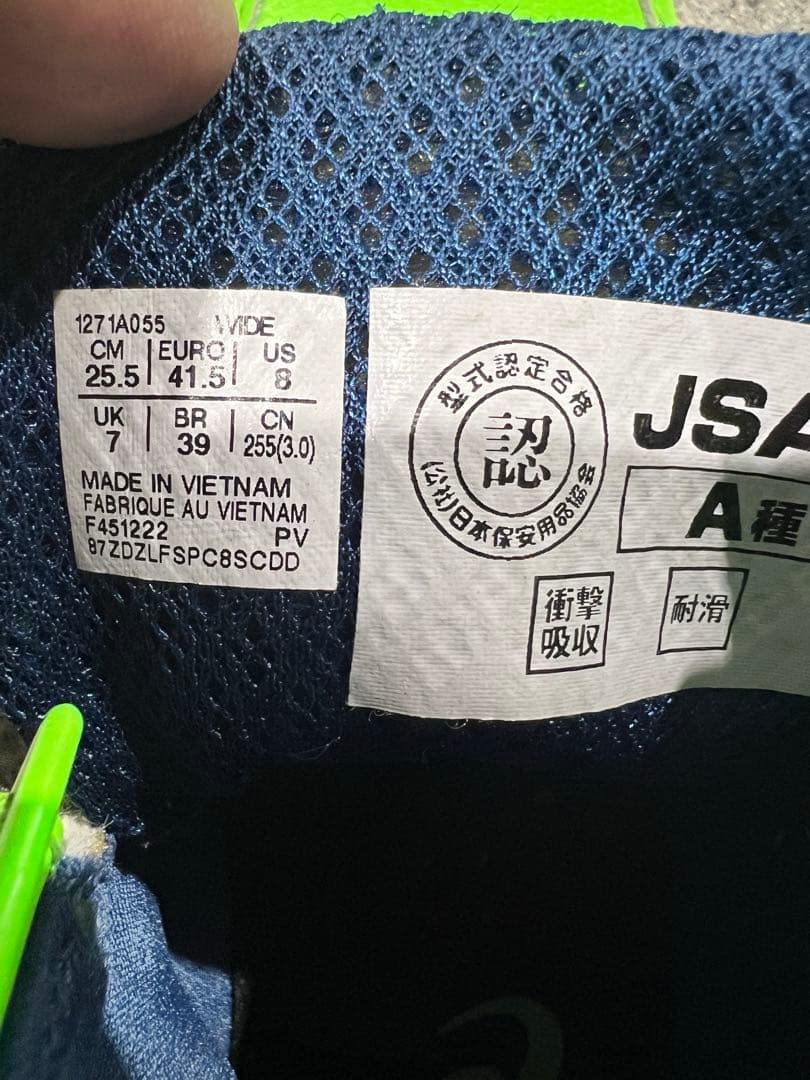 1271A055 WIDE
CM EURO US
25.5 41.5 8
UK BR CN
7 39 255(3.0)
MADE IN VIETNAM
FABRIQUE AU VIETNAM
F451222 PV
87ZDZLFSPC8SCDD
型式認定合格
認
(公社)日本保安用品協会
JSA
A種
衝撃
吸収
耐滑